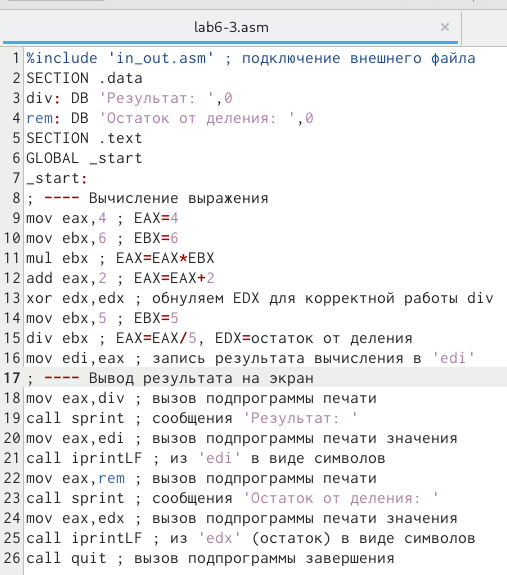 lab6-3.asm ×
1 %include 'in_out.asm' ; подключение внешнего файла
2 SECTION .data
3 div: DB 'Результат: ',0
4 rem: DB 'Остаток от деления: ',0
5 SECTION .text
6 GLOBAL _start
7 _start:
8 ; ---- Вычисление выражения
9 mov eax,4 ; EAX=4
10 mov ebx,6 ; EBX=6
11 mul ebx ; EAX=EAX*EBX
12 add eax,2 ; EAX=EAX+2
13 xor edx,edx ; обнуляем EDX для корректной работы div
14 mov ebx,5 ; EBX=5
15 div ebx ; EAX=EAX/5, EDX=остаток от деления
16 mov edi,eax ; запись результата вычисления в 'edi'
17 ; ---- Вывод результата на экран
18 mov eax,div ; вызов подпрограммы печати
19 call sprint ; сообщения 'Результат: '
20 mov eax,edi ; вызов подпрограммы печати значения
21 call iprintLF ; из 'edi' в виде символов
22 mov eax,rem ; вызов подпрограммы печати
23 call sprint ; сообщения 'Остаток от деления: '
24 mov eax,edx ; вызов подпрограммы печати значения
25 call iprintLF ; из 'edx' (остаток) в виде символов
26 call quit ; вызов подпрограммы завершения